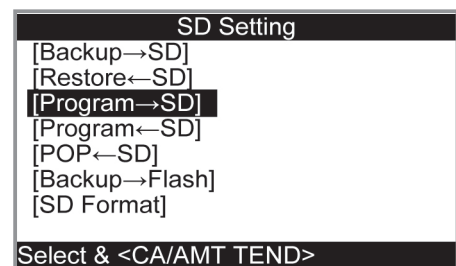 SD Setting
[Backup→SD]
[Restore←SD]
[Program→SD]
[Program←SD]
[POP←SD]
[Backup→Flash]
[SD Format]
Select & <CA/AMT TEND>